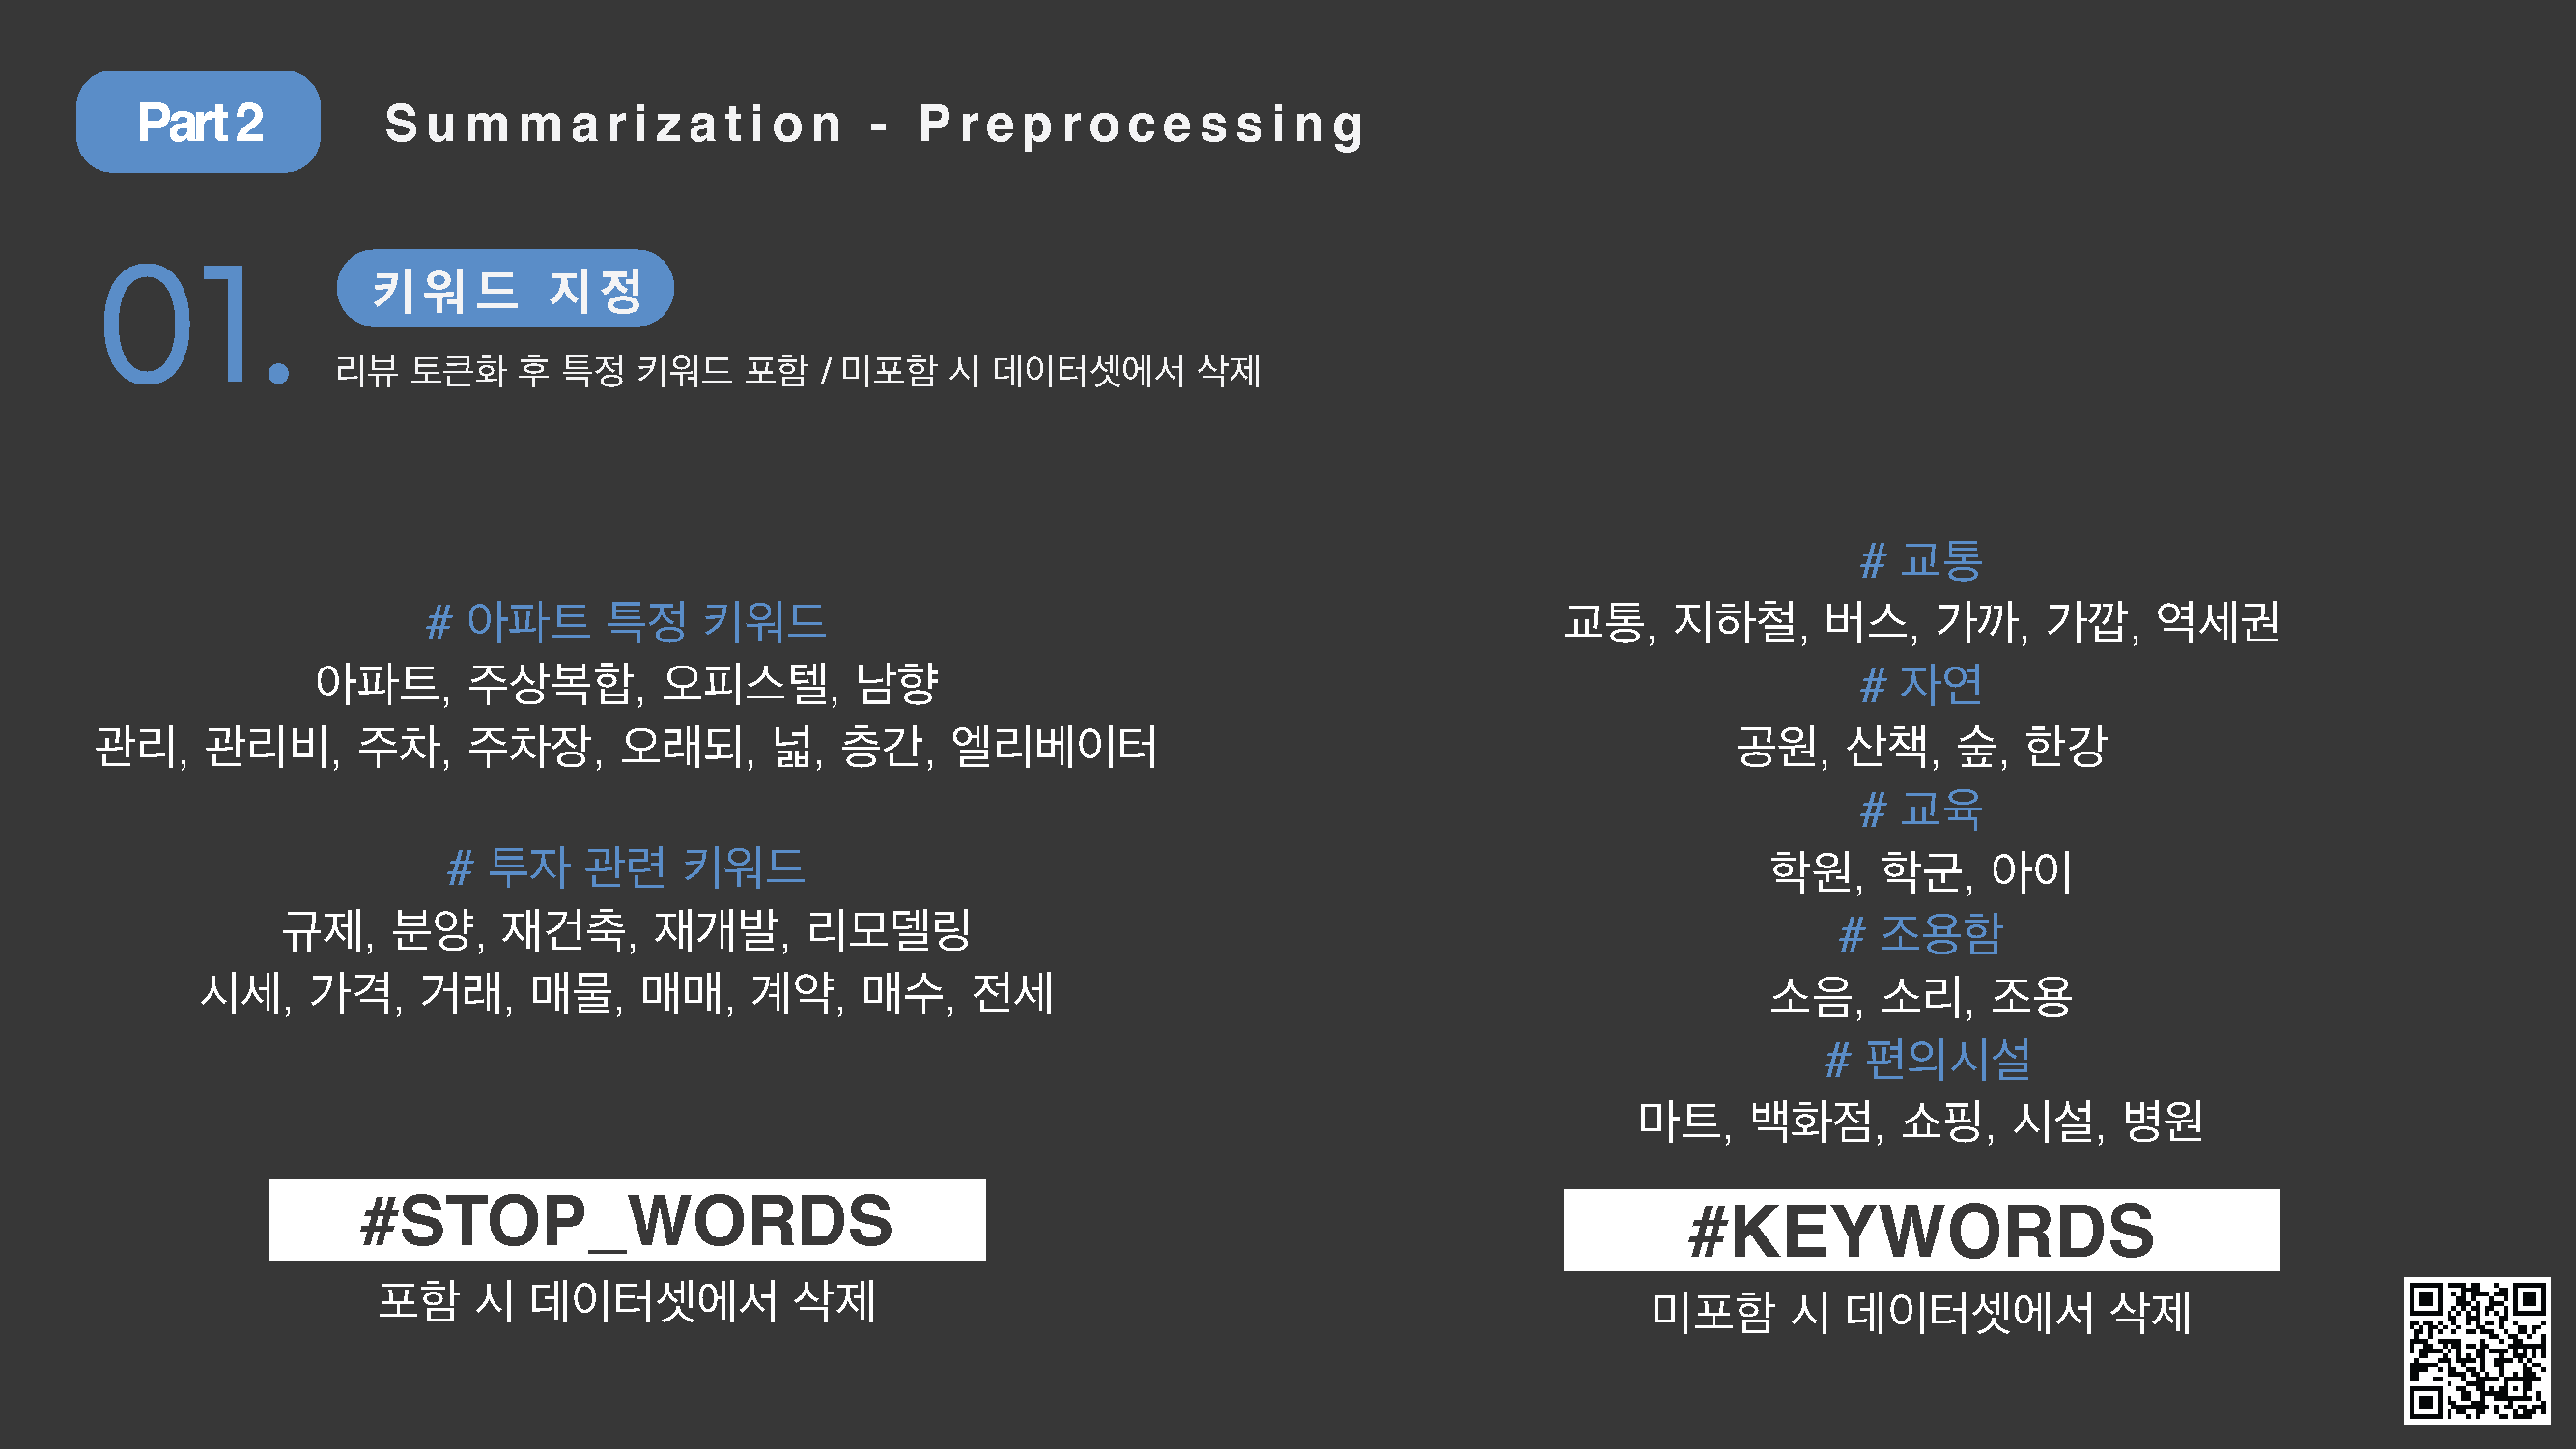 Part 2
Summarization - Preprocessing
01.
키워드 지정
리뷰 토큰화 후 특정 키워드 포함 / 미포함 시 데이터셋에서 삭제
# 아파트 특정 키워드
아파트, 주상복합, 오피스텔, 남향
관리, 관리비, 주차, 주차장, 오래되, 넓, 층간, 엘리베이터
# 투자 관련 키워드
규제, 분양, 재건축, 재개발, 리모델링
시세, 가격, 거래, 매물, 매매, 계약, 매수, 전세
#STOP_WORDS
포함 시 데이터셋에서 삭제
# 교통
교통, 지하철, 버스, 가까, 가깝, 역세권
# 자연
공원, 산책, 숲, 한강
# 교육
학원, 학군, 아이
# 조용함
소음, 소리, 조용
# 편의시설
마트, 백화점, 쇼핑, 시설, 병원
#KEYWORDS
미포함 시 데이터셋에서 삭제